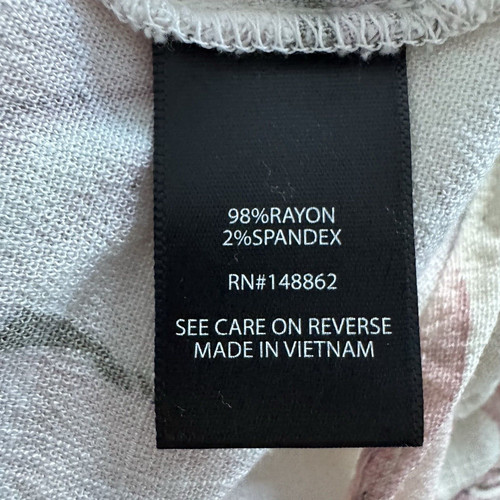 98%RAYON
2%SPANDEX
RN#148862
SEE CARE ON REVERSE
MADE IN VIETNAM